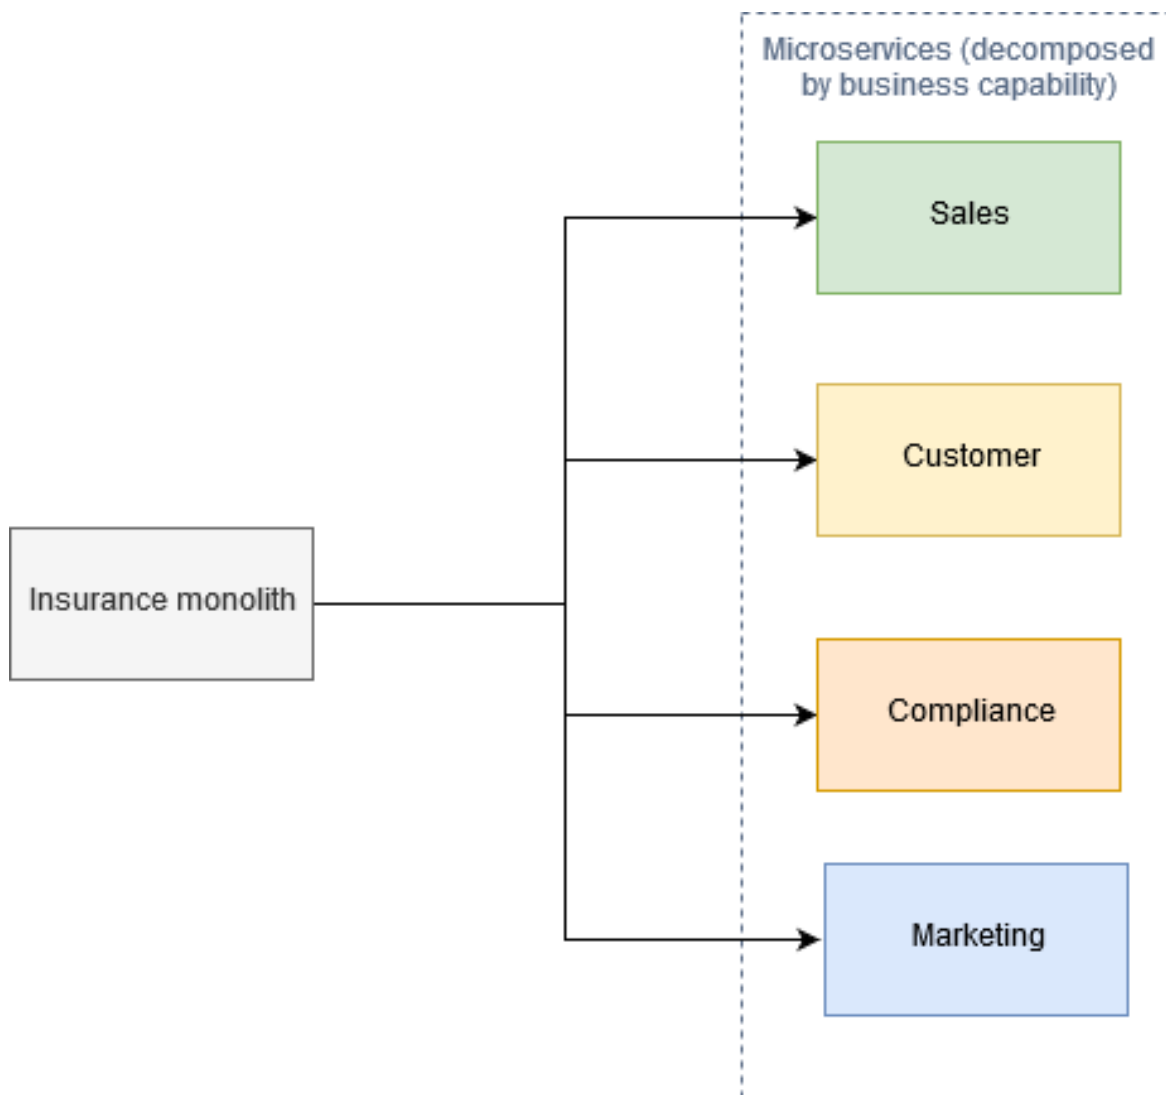 Microservices (decomposed
by business capability)
Sales
Customer
Insurance monolith
Compliance
Marketing